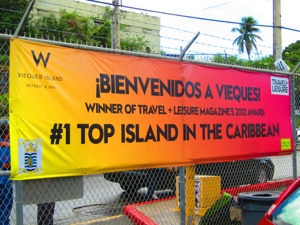 W
VIEQUES ISLAND
RETREAT & SPA
TRAVEL+
LEISURE
¡BIENVENIDOS A VIEQUES!
WINNER OF TRAVEL + LEISURE MAGAZINE'S 2012 AWARD:
#1 TOP ISLAND IN THE CARIBBEAN